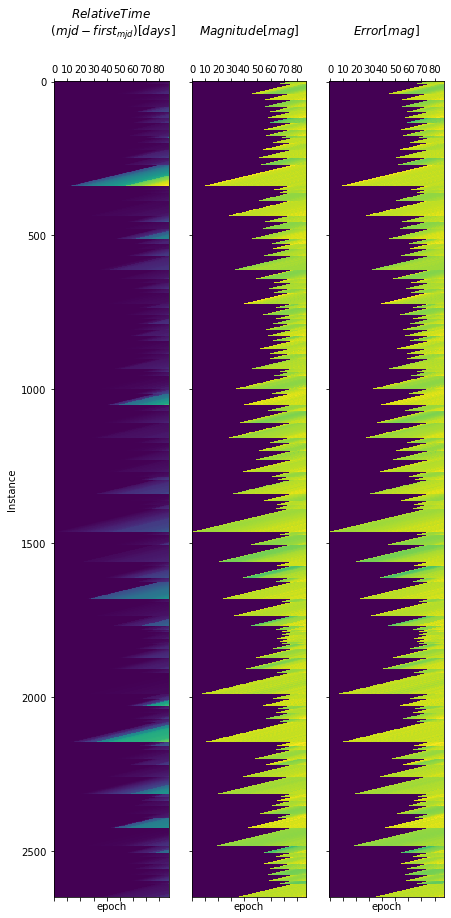 RelativeTime
(mjd − first_mjd)[days]
Magnitude[mag]
Error[mag]
0 10 20 30 40 50 60 70 80
0 10 20 30 40 50 60 70 80
0 10 20 30 40 50 60 70 80
0
500
1000
Instance
1500
2000
2500
epoch
epoch
epoch